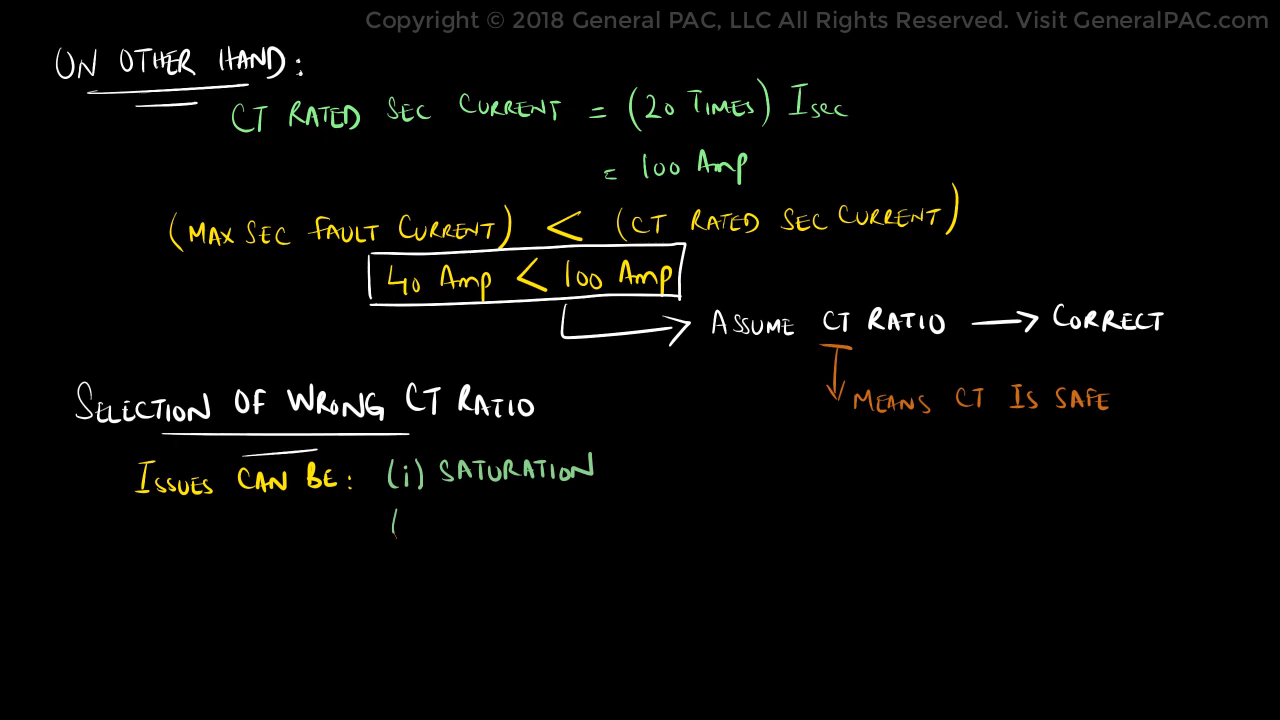 Copyright © 2018 General PAC, LLC All Rights Reserved. Visit GeneralPAC.com
ON OTHER HAND:
CT RATED SEC CURRENT = (20 TIMES) Isec
= 100 Amp
(MAX SEC FAULT CURRENT) < (CT RATED SEC CURRENT)
40 Amp < 100 Amp
ASSUME CT RATIO → CORRECT
MEANS CT IS SAFE
SELECTION OF WRONG CT RATIO
ISSUES CAN BE: (i) SATURATION
(